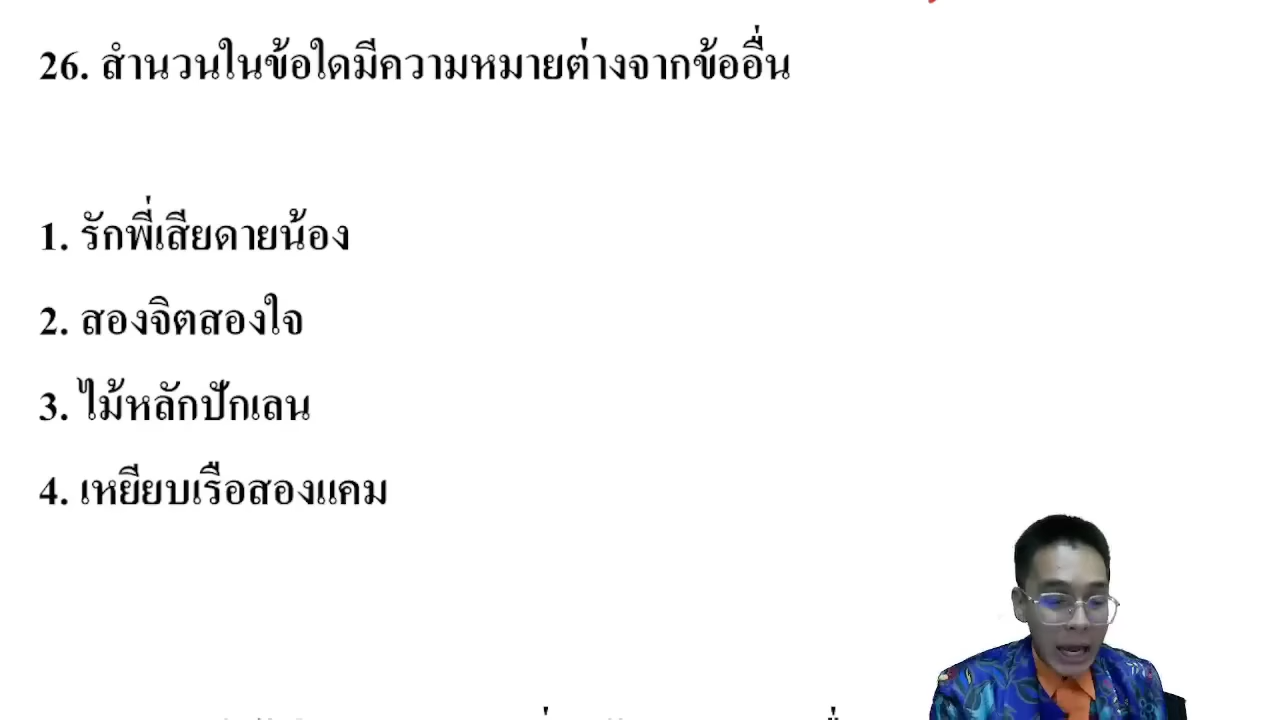 26. สำนวนในข้อใดมีความหมายต่างจากข้ออื่น
1. รักพี่เสียดายน้อง
2. สองจิตสองใจ
3. ไม้หลักปักเลน
4. เหยียบเรือสองแคม